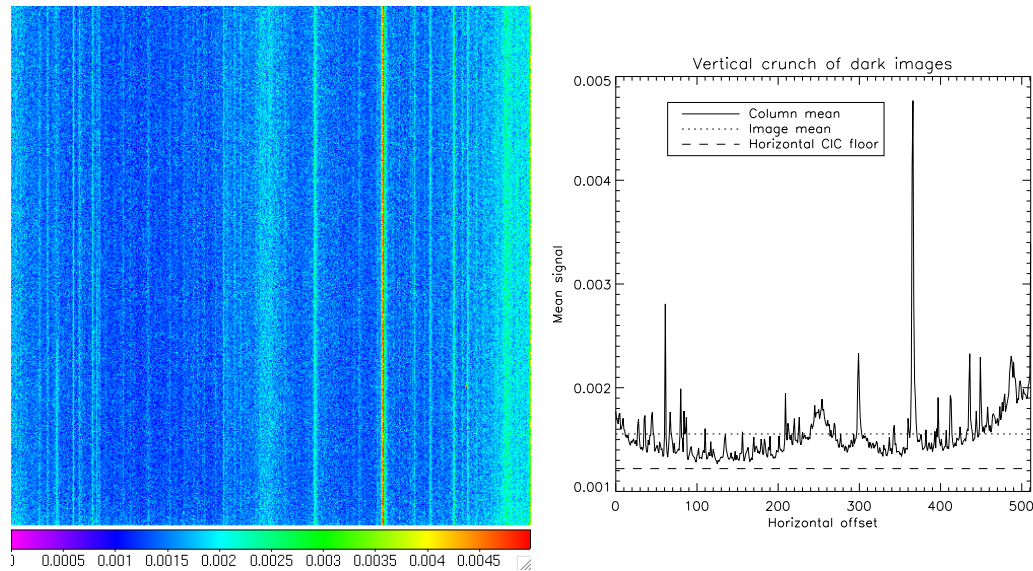 Vertical crunch of dark images
0.005
Column mean
Image mean
Horizontal CIC floor
0.004
Mean signal
0.003
0.002
0.001
0 100 200 300 400 500
Horizontal offset
0.0005 0.001 0.0015 0.002 0.0025 0.003 0.0035 0.004 0.0045